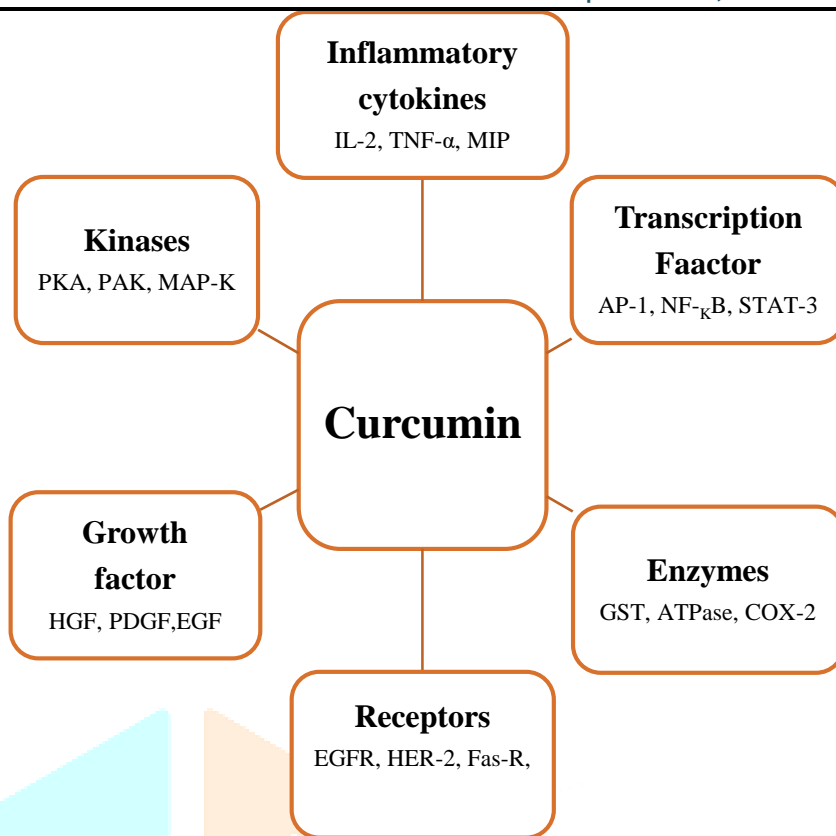 Inflammatory
cytokines
IL-2, TNF-α, MIP
Kinases
PKA, PAK, MAP-K
Transcription
Faactor
AP-1, NF-KB, STAT-3
Curcumin
Growth
factor
HGF, PDGF,EGF
Enzymes
GST, ATPase, COX-2
Receptors
EGFR, HER-2, Fas-R,